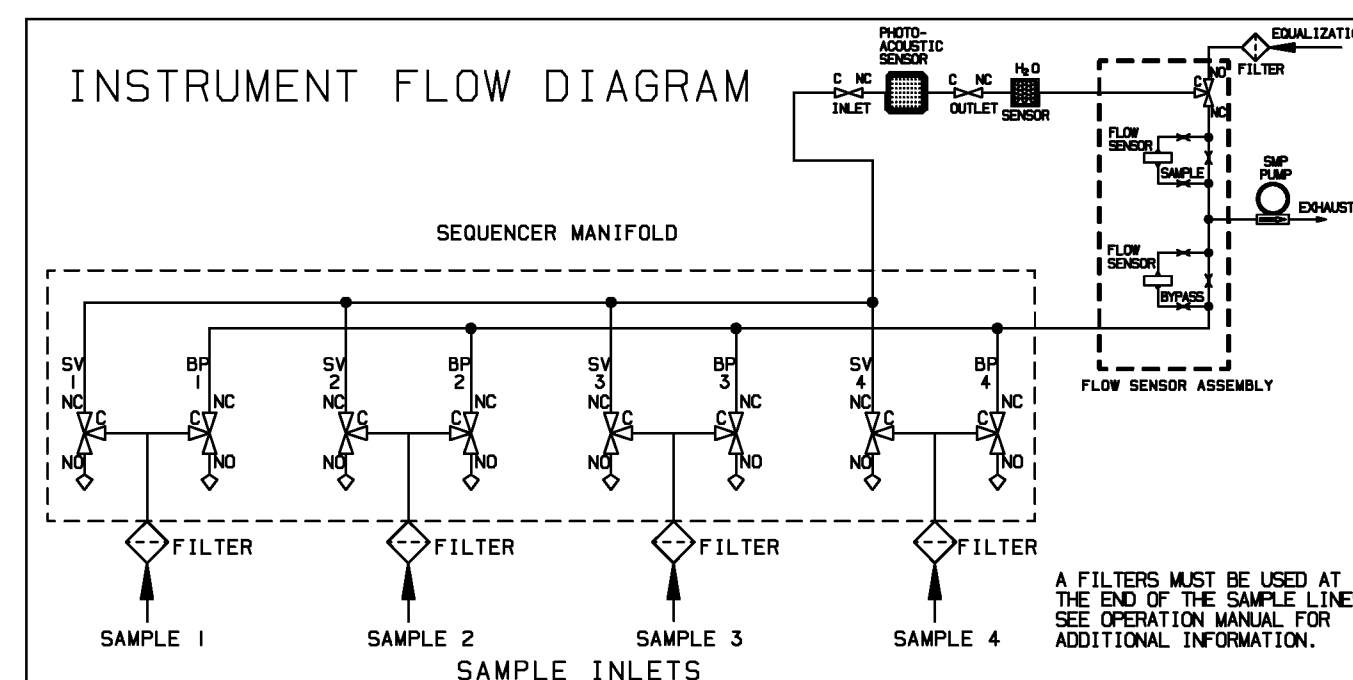 INSTRUMENT FLOW DIAGRAM
PHOTO-
ACOUSTIC
SENSOR
C NC
INLET
C NC
OUTLET
H2O
SENSOR
FILTER
NO
C
NC
FLOW
SENSOR
SAMPLE
SMP
PUMP
EXHAUST
FLOW
SENSOR
BYPASS
FLOW SENSOR ASSEMBLY
SEQUENCER MANIFOLD
SV
1
BP
1
SV
2
BP
2
SV
3
BP
3
SV
4
BP
4
NC
C
NO
NC
C
NO
NC
C
NO
NC
C
NO
NC
C
NO
NC
C
NO
NC
C
NO
NC
C
NO
FILTER
FILTER
FILTER
FILTER
SAMPLE 1
SAMPLE 2
SAMPLE 3
SAMPLE 4
SAMPLE INLETS
A FILTERS MUST BE USED AT
THE END OF THE SAMPLE LINE
SEE OPERATION MANUAL FOR
ADDITIONAL INFORMATION.